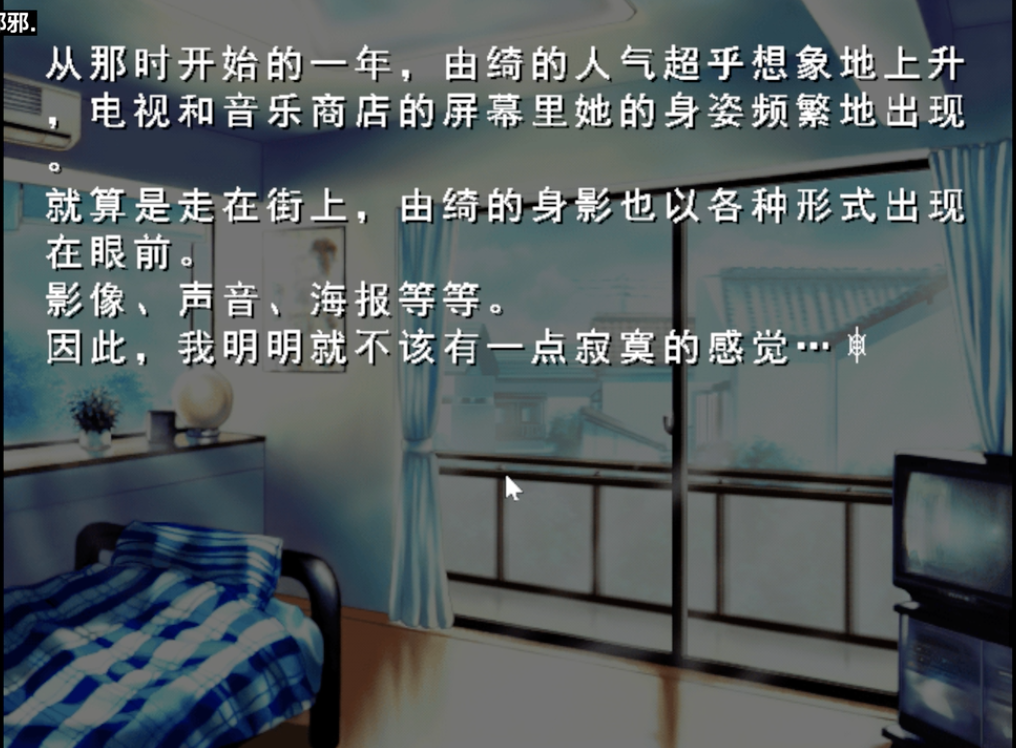 邪.
从那时开始的一年，由绮的人气超乎想象地上升
，电视和音乐商店的屏幕里她的身姿频繁地出现
。
就算是走在街上，由绮的身影也以各种形式出现
在眼前。
影像、声音、海报等等。
因此，我明明就不该有一点寂寞的感觉…